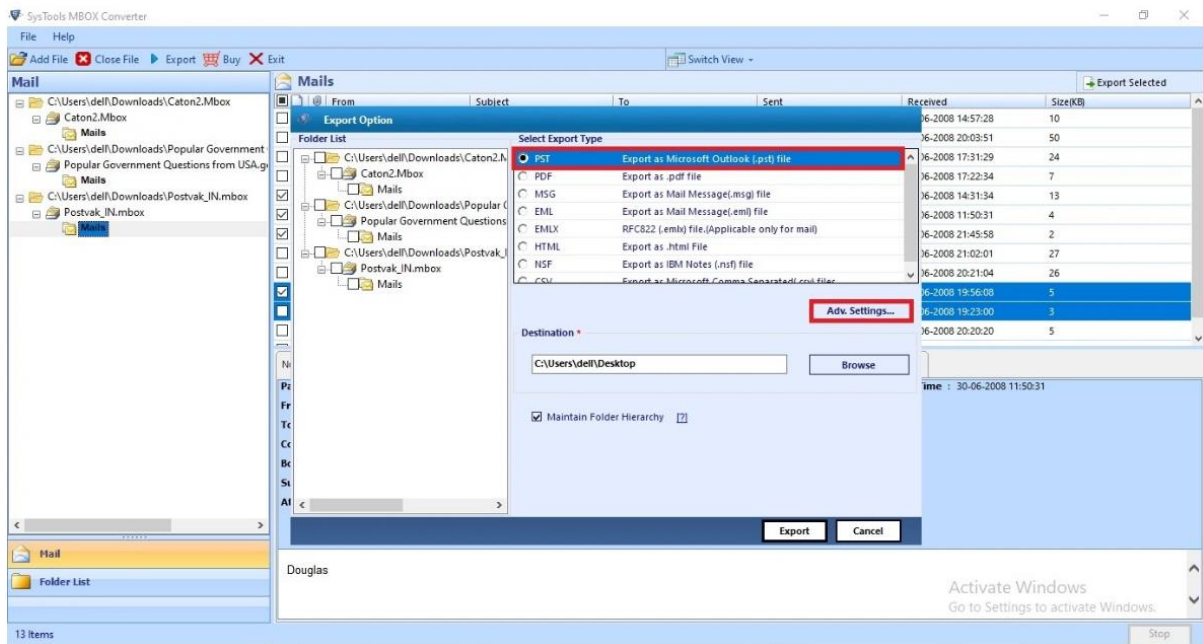 SysTools MBOX Converter
File Help
Add File Close File Export Buy Exit Switch View
Mail
C:\Users\dell\Downloads\Caton2.Mbox
Caton2.Mbox
Mails
C:\Users\dell\Downloads\Popular Government
Popular Government Questions from USA.g
Mails
C:\Users\dell\Downloads\Postvak_IN.mbox
Postvak_IN.mbox
Mails
Mail
Folder List
13 Items
Mails
Export Selected
From Subject To Sent Received Size(KB)
06-2008 14:57:28 10
06-2008 20:03:51 50
06-2008 17:31:29 24
06-2008 17:22:34 7
06-2008 14:31:34 13
06-2008 11:50:31 4
06-2008 21:45:58 2
06-2008 21:02:01 27
06-2008 20:21:04 26
06-2008 19:56:08 5
06-2008 19:23:00 3
06-2008 20:20:20 5
Export Option
Folder List
C:\Users\dell\Downloads\Caton2.M
Caton2.Mbox
Mails
C:\Users\dell\Downloads\Popular
Popular Government Questions
Mails
C:\Users\dell\Downloads\Postvak_
Postvak_IN.mbox
Mails
Select Export Type
PST Export as Microsoft Outlook (.pst) file
PDF Export as .pdf file
MSG Export as Mail Message(.msg) file
EML Export as Mail Message(.eml) file
EMLX RFC822 (.emlx) file.(Applicable only for mail)
HTML Export as .html File
NSF Export as IBM Notes (.nsf) file
CSV Export as Microsoft Comma Separated(.csv) files
Adv. Settings...
Destination *
C:\Users\dell\Desktop
Browse
Maintain Folder Hierarchy [?]
Export Cancel
Time : 30-06-2008 11:50:31
Douglas
Activate Windows
Go to Settings to activate Windows.
Stop